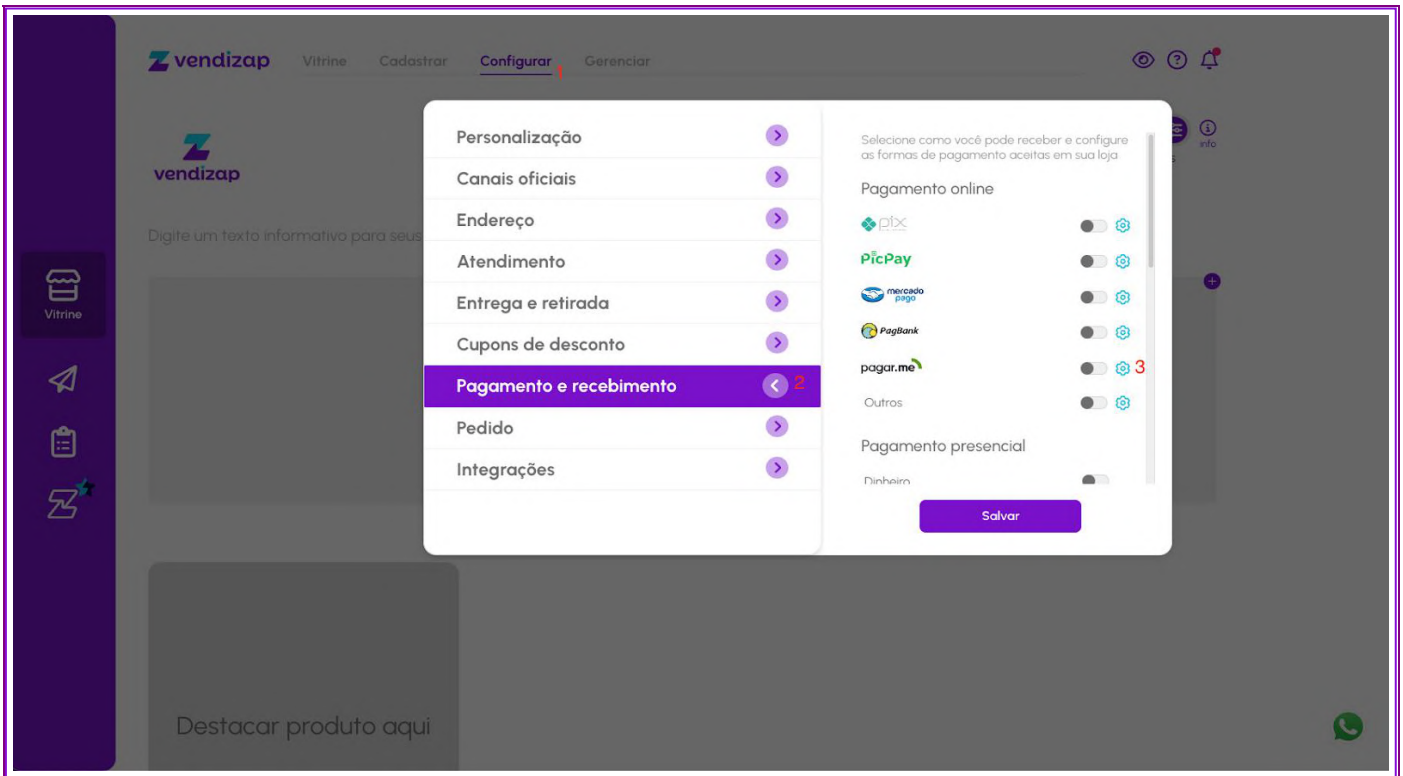 vendizap
Vitrine
Cadastrar
Configurar
1
Gerenciar
vendizap
info
Digite um texto informativo para seus
Vitrine
Personalização
Canais oficiais
Endereço
Atendimento
Entrega e retirada
Cupons de desconto
Pagamento e recebimento
2
Pedido
Integrações
Selecione como você pode receber e configure
as formas de pagamento aceitas em sua loja
Pagamento online
pix
PicPay
mercado
pago
PagBank
pagar.me
3
Outros
Pagamento presencial
Dinheiro
Salvar
Destacar produto aqui